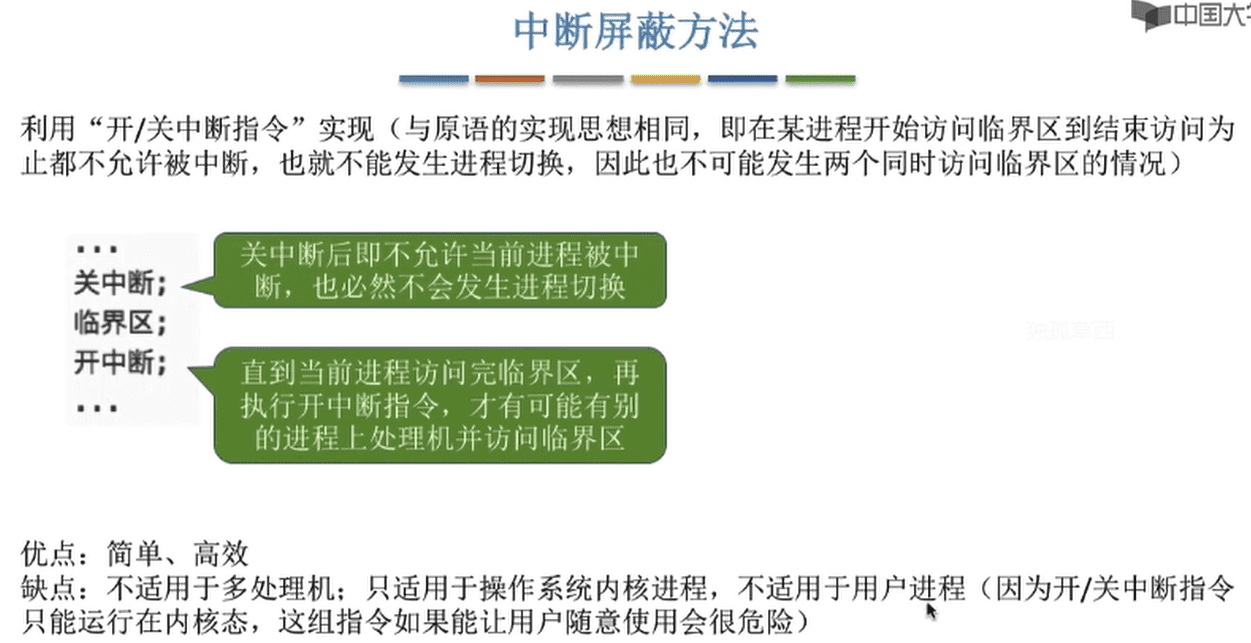 中断屏蔽方法
中国大学
利用“开/关中断指令”实现（与原语的实现思想相同，即在某进程开始访问临界区到结束访问为
止都不允许被中断，也就不能发生进程切换，因此也不可能发生两个同时访问临界区的情况）
...
关中断；
临界区；
开中断；
...
关中断后即不允许当前进程被中
断，也必然不会发生进程切换
直到当前进程访问完临界区，再
执行开中断指令，才有可能有别
的进程上处理机并访问临界区
优点：简单、高效
缺点：不适用于多处理机；只适用于操作系统内核进程，不适用于用户进程（因为开/关中断指令
只能运行在内核态，这组指令如果能让用户随意使用会很危险）